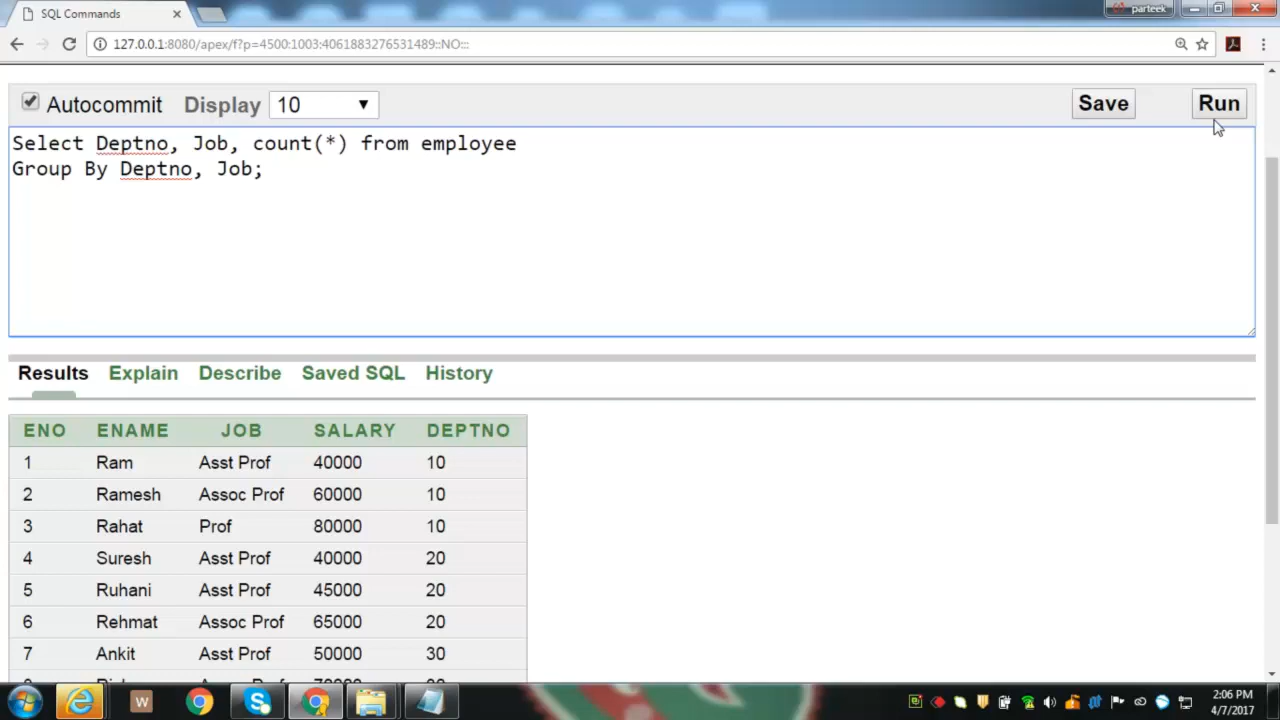 SQL Commands
parteek
127.0.0.1:8080/apex/f?p=4500:1003:4061883276531489::NO:::
Autocommit Display 10 Save Run
Select Deptno, Job, count(*) from employee
Group By Deptno, Job;
Results Explain Describe Saved SQL History
ENO ENAME JOB SALARY DEPTNO
1 Ram Asst Prof 40000 10
2 Ramesh Assoc Prof 60000 10
3 Rahat Prof 80000 10
4 Suresh Asst Prof 40000 20
5 Ruhani Asst Prof 45000 20
6 Rehmat Assoc Prof 65000 20
7 Ankit Asst Prof 50000 30
2:06 PM
4/7/2017